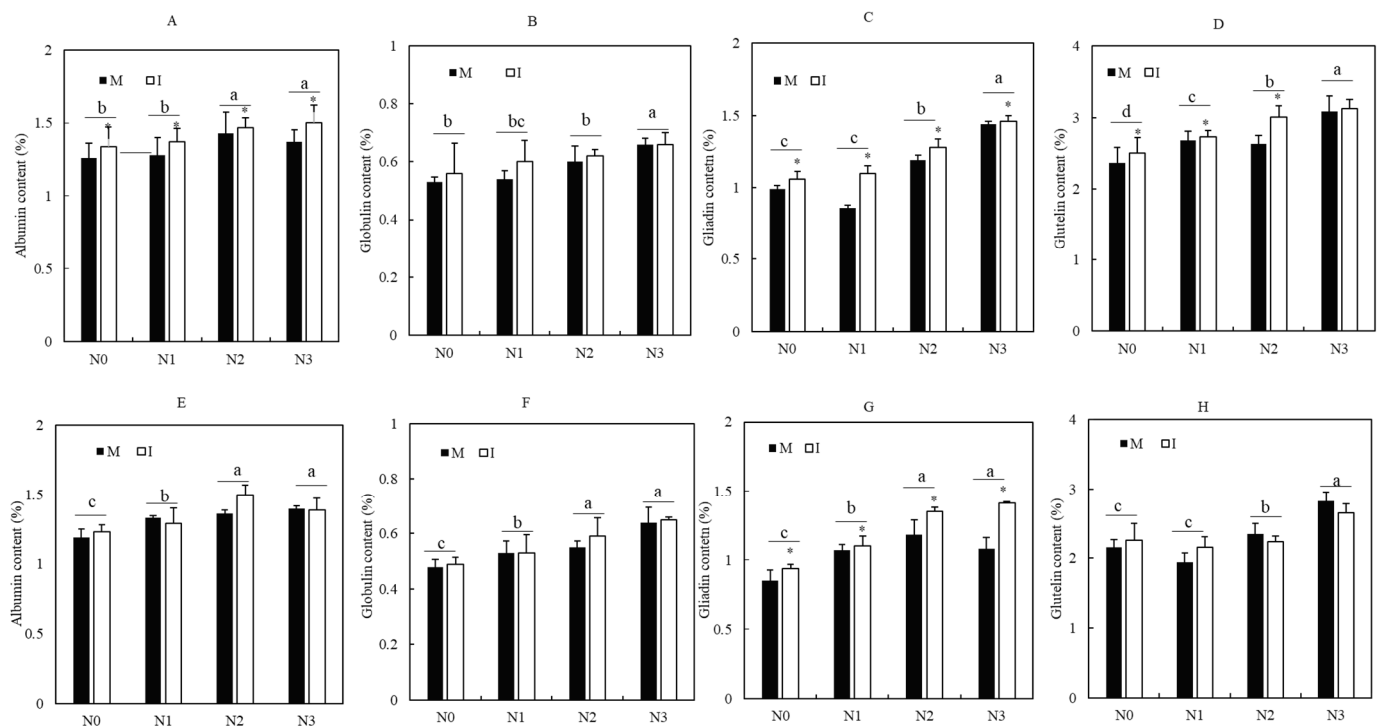 A
Albumin content (%)
2
1.5
1
0.5
0
M I
b b a a
* * * *
N0 N1 N2 N3
B
Globulin content (%)
1
0.8
0.6
0.4
0.2
0
M I
b bc b a
N0 N1 N2 N3
C
Gliadin contetn (%)
2
1.5
1
0.5
0
M I
c c b a
* * * *
N0 N1 N2 N3
D
Glutelin content (%)
4
3
2
1
0
M I
d c b a
* * *
N0 N1 N2 N3
E
Albumin content (%)
2
1.5
1
0.5
0
M I
c b a a
N0 N1 N2 N3
F
Globulin content (%)
1
0.8
0.6
0.4
0.2
0
M I
c b a a
N0 N1 N2 N3
G
Gliadin contetn (%)
2
1.5
1
0.5
0
M I
c b a a
* * * *
N0 N1 N2 N3
H
Glutelin content (%)
4
3
2
1
0
M I
c c b a
N0 N1 N2 N3